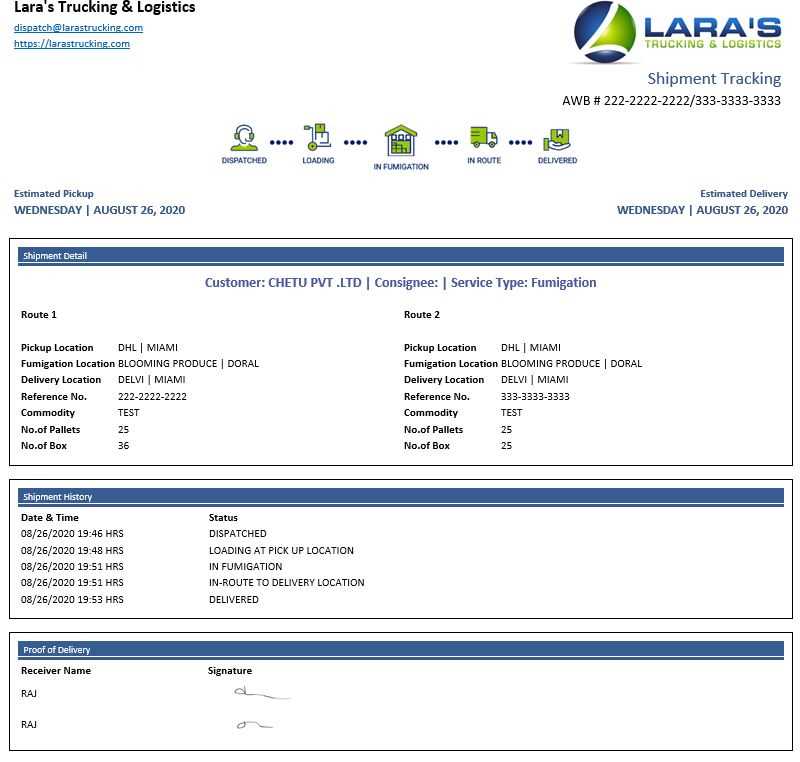 Lara's Trucking & Logistics
dispatch@larastrucking.com
https://larastrucking.com
LARA'S
TRUCKING & LOGISTICS
Shipment Tracking
AWB # 222-2222-2222/333-3333-3333
DISPATCHED LOADING IN FUMIGATION IN ROUTE DELIVERED
Estimated Pickup Estimated Delivery
WEDNESDAY | AUGUST 26, 2020 WEDNESDAY | AUGUST 26, 2020
Shipment Detail
Customer: CHETU PVT .LTD | Consignee: | Service Type: Fumigation
Route 1 Route 2
Pickup Location DHL | MIAMI Pickup Location DHL | MIAMI
Fumigation Location BLOOMING PRODUCE | DORAL Fumigation Location BLOOMING PRODUCE | DORAL
Delivery Location DELVI | MIAMI Delivery Location DELVI | MIAMI
Reference No. 222-2222-2222 Reference No. 333-3333-3333
Commodity TEST Commodity TEST
No.of Pallets 25 No.of Pallets 25
No.of Box 36 No.of Box 25
Shipment History
Date & Time Status
08/26/2020 19:46 HRS DISPATCHED
08/26/2020 19:48 HRS LOADING AT PICK UP LOCATION
08/26/2020 19:51 HRS IN FUMIGATION
08/26/2020 19:51 HRS IN-ROUTE TO DELIVERY LOCATION
08/26/2020 19:53 HRS DELIVERED
Proof of Delivery
Receiver Name Signature
RAJ
RAJ